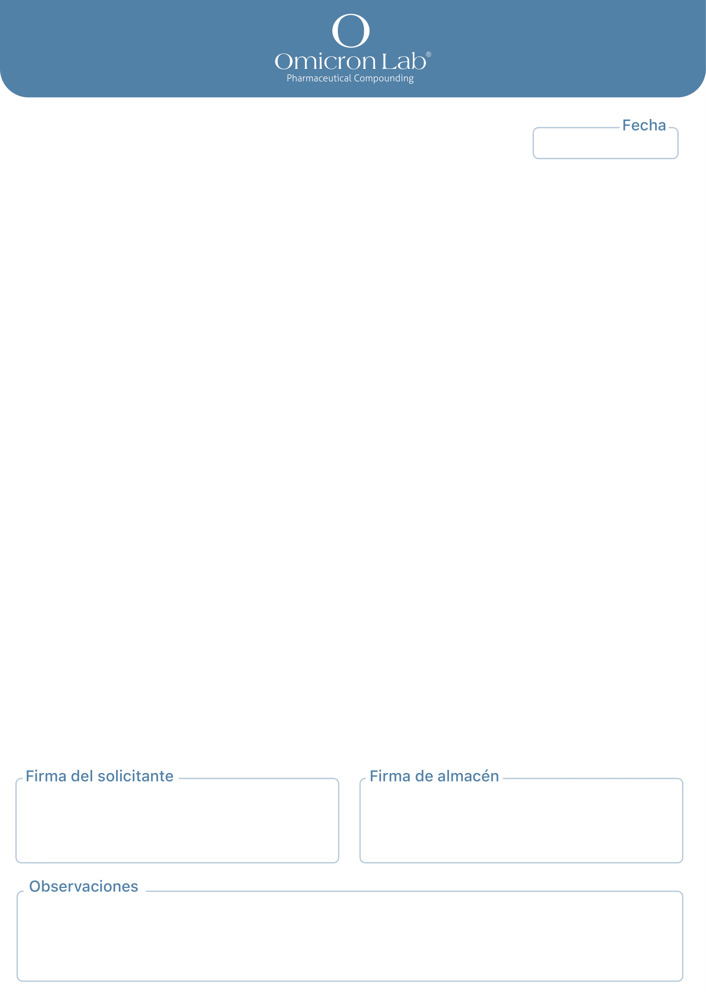 O
Omicron Lab®
Pharmaceutical Compounding
Fecha
Firma del solicitante
Firma de almacén
Observaciones